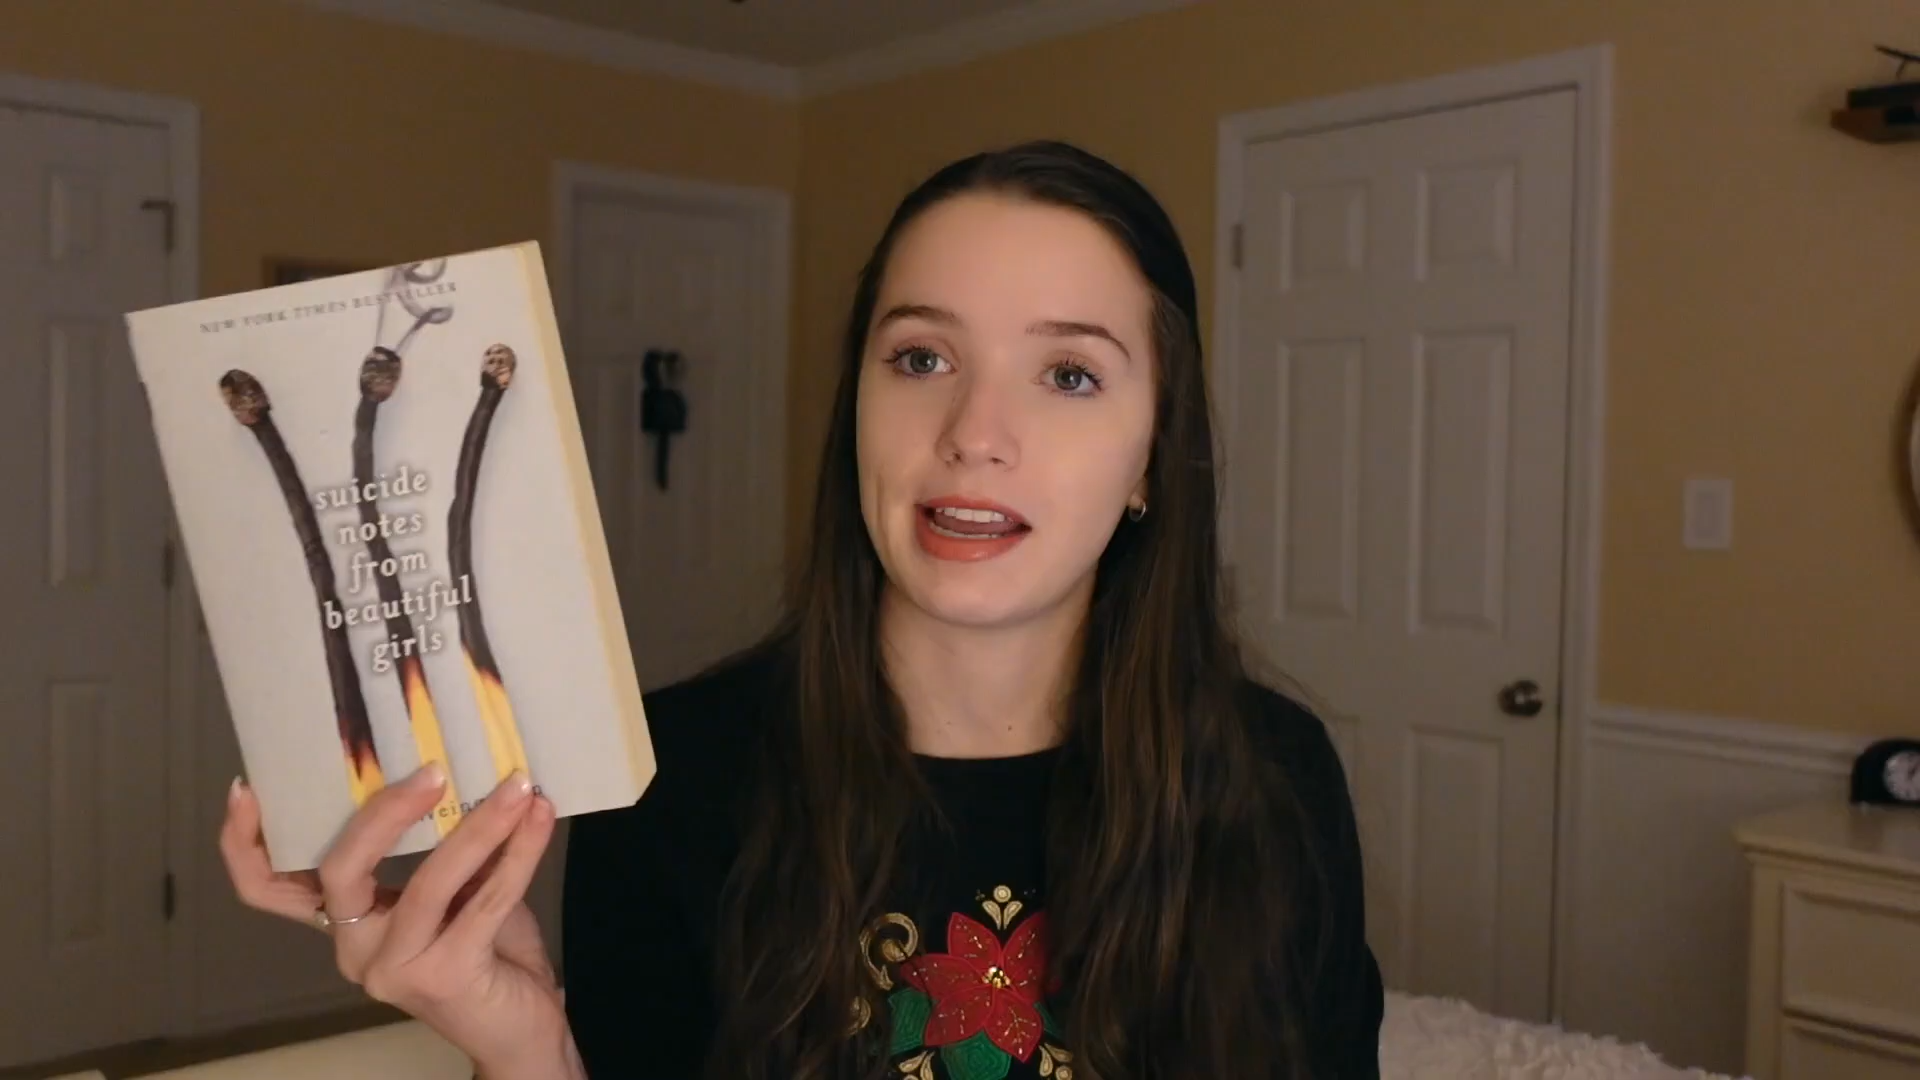 NEW YORK TIMES BESTSELLER
suicide
notes
from
beautiful
girls